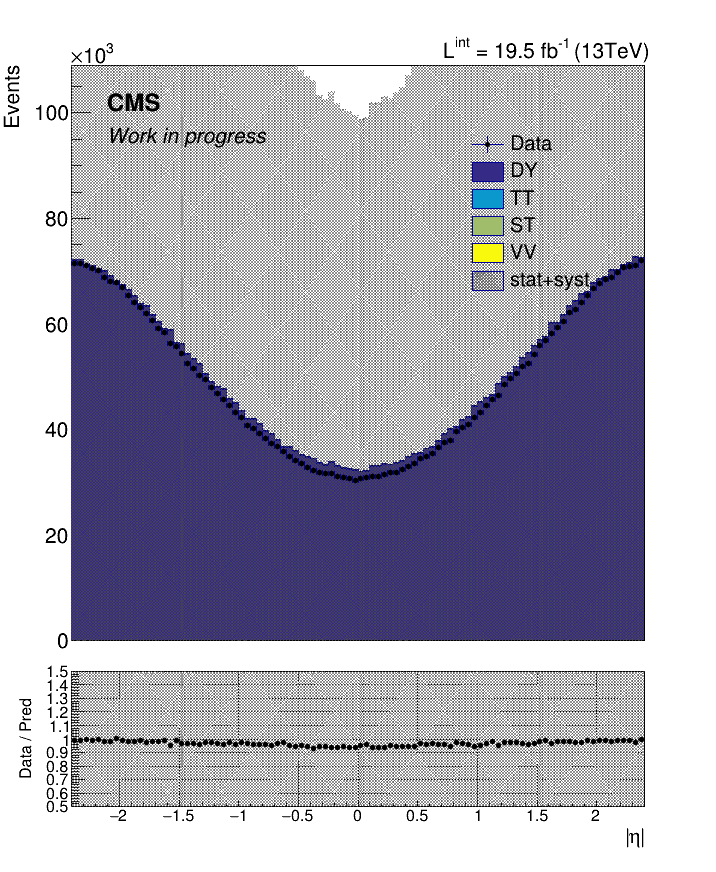 ×10³
L^int = 19.5 fb⁻¹ (13TeV)
Events
CMS
Work in progress
Data
DY
TT
ST
VV
stat+syst
100
80
60
40
20
0
Data / Pred
1.5
1.4
1.3
1.2
1.1
1
0.9
0.8
0.7
0.6
0.5
−2 −1.5 −1 −0.5 0 0.5 1 1.5 2
|η|